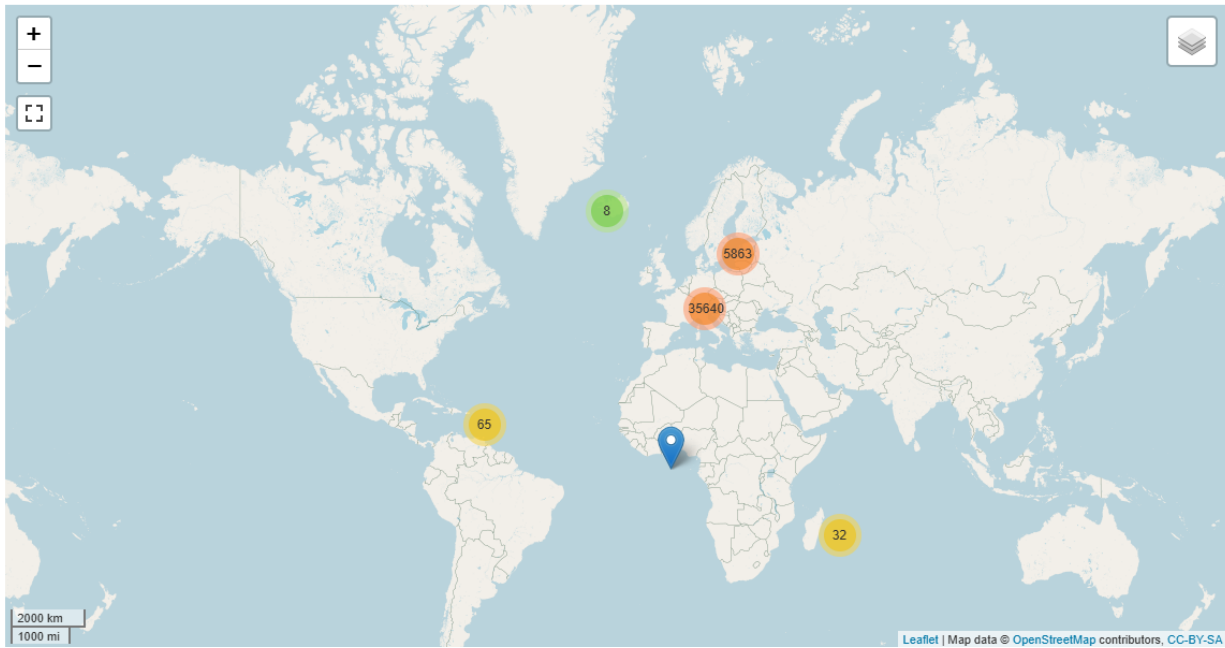 +
−
8
5863
35640
65
32
2000 km
1000 mi
Leaflet | Map data © OpenStreetMap contributors, CC-BY-SA